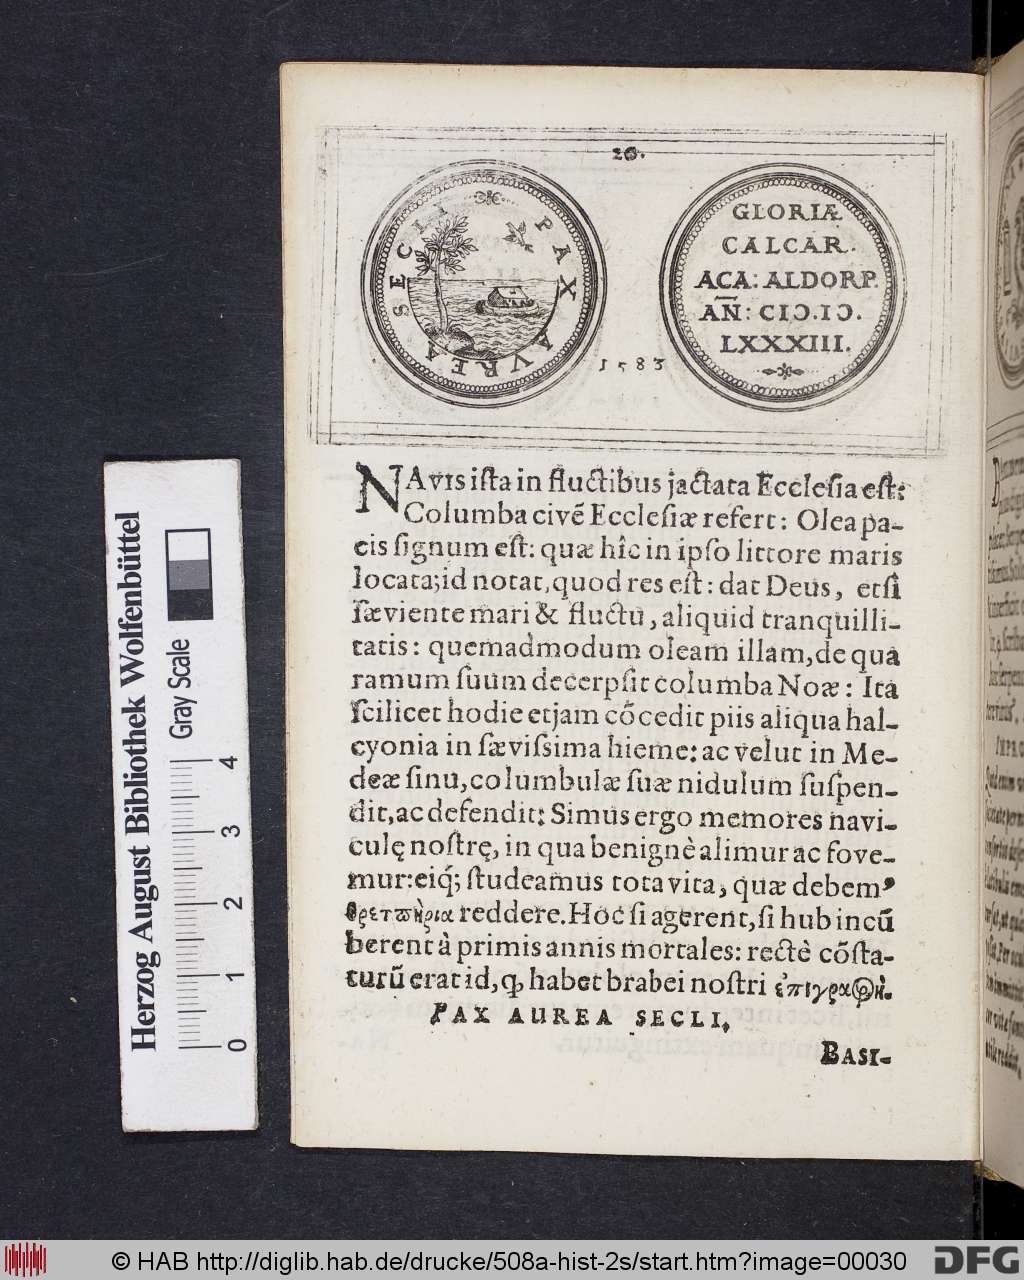 20.
PAX AVREA SECLI
GLORIÆ
CALCAR.
ACA: ALDORP.
AN̅: CIↃ.IↃ.
LXXXIII.
1583
NAvis iſta in fluctibus jactata Eccleſia eſt:
Columba civē Eccleſiæ refert: Olea pa-
cis ſignum eſt: quæ hîc in ipſo littore maris
locata; id notat, quod res eſt: dat Deus, etſi
ſæviente mari & fluctu, aliquid tranquilli-
tatis: quemadmodum oleam illam, de qua
ramum ſuum decerpſit columba Noæ: Ita
ſcilicet hodie etjam cōcedit piis aliqua hal-
cyonia in ſæviſsima hieme: ac velut in Me-
deæ ſinu, columbulæ ſuæ nidulum ſuſpen-
dit, ac defendit: Simus ergo memores navi-
culę noſtrę, in qua benignè alimur ac fove-
mur: eiq́; ſtudeamus tota vita, quæ debemꝰ
θρεπτήρια reddere. Hoc ſi agerent, ſi hub incū
berent à primis annis mortales: rectè cōſta-
turū erat id, ꝙ habet brabei noſtri ἐπιγραφὴ.
PAX AUREA SECLI.
BASI-
Herzog August Bibliothek Wolfenbüttel
Gray Scale
0 1 2 3 4
© HAB http://diglib.hab.de/drucke/508a-hist-2s/start.htm?image=00030
DFG